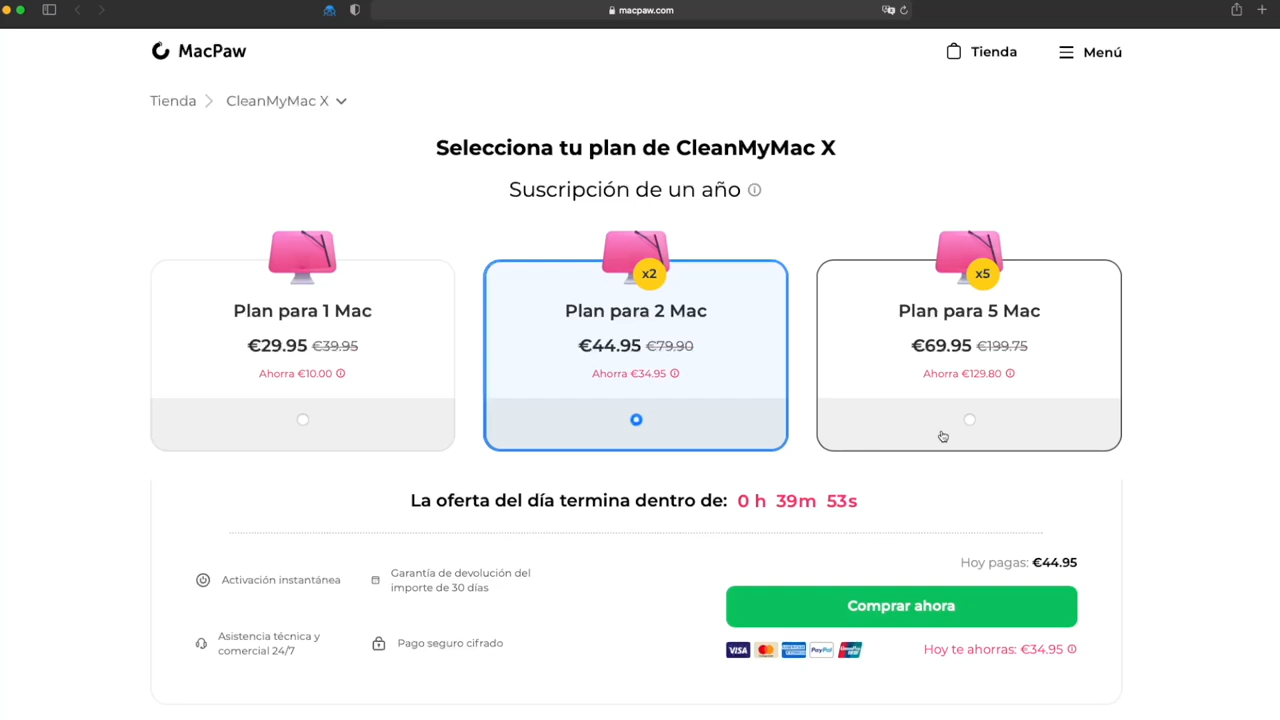 macpaw.com
MacPaw
Tienda
Menú
Tienda
CleanMyMac X
Selecciona tu plan de CleanMyMac X
Suscripción de un año
Plan para 1 Mac
€29.95 €39.95
Ahorra €10.00
x2
Plan para 2 Mac
€44.95 €79.90
Ahorra €34.95
x5
Plan para 5 Mac
€69.95 €199.75
Ahorra €129.80
La oferta del día termina dentro de: 0 h 39m 53s
Activación instantánea
Garantía de devolución del
importe de 30 días
Asistencia técnica y
comercial 24/7
Pago seguro cifrado
Hoy pagas: €44.95
Comprar ahora
VISA
PayPal
Hoy te ahorras: €34.95